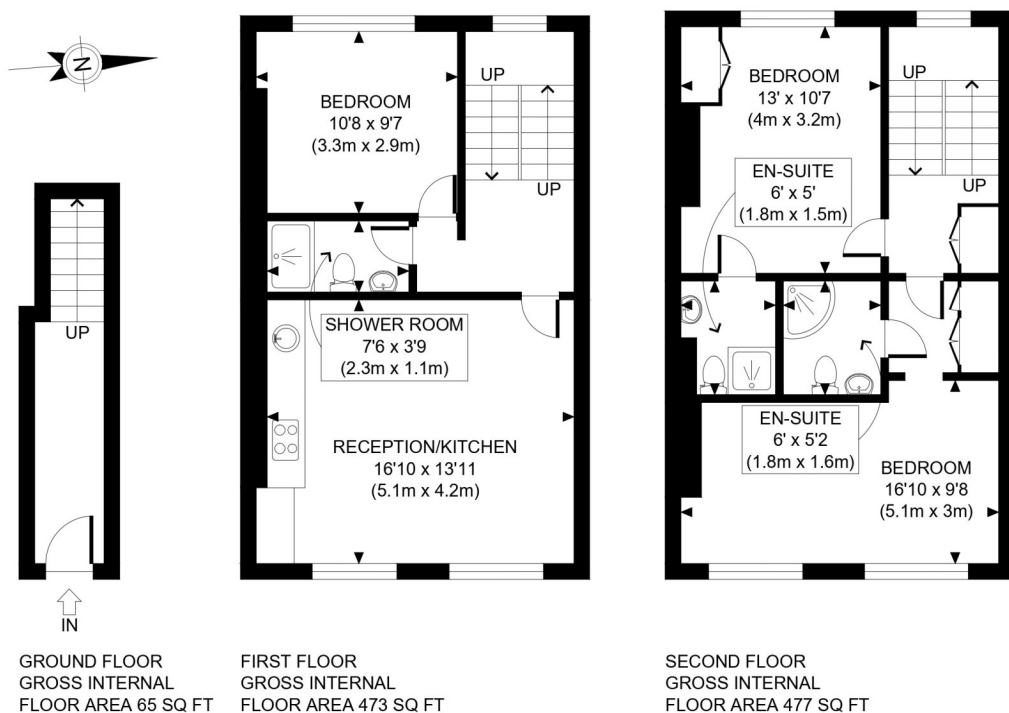 N
UP
IN
GROUND FLOOR
GROSS INTERNAL
FLOOR AREA 65 SQ FT
BEDROOM
10'8 x 9'7
(3.3m x 2.9m)
UP
UP
SHOWER ROOM
7'6 x 3'9
(2.3m x 1.1m)
RECEPTION/KITCHEN
16'10 x 13'11
(5.1m x 4.2m)
FIRST FLOOR
GROSS INTERNAL
FLOOR AREA 473 SQ FT
BEDROOM
13' x 10'7
(4m x 3.2m)
UP
UP
EN-SUITE
6' x 5'
(1.8m x 1.5m)
EN-SUITE
6' x 5'2
(1.8m x 1.6m)
BEDROOM
16'10 x 9'8
(5.1m x 3m)
SECOND FLOOR
GROSS INTERNAL
FLOOR AREA 477 SQ FT